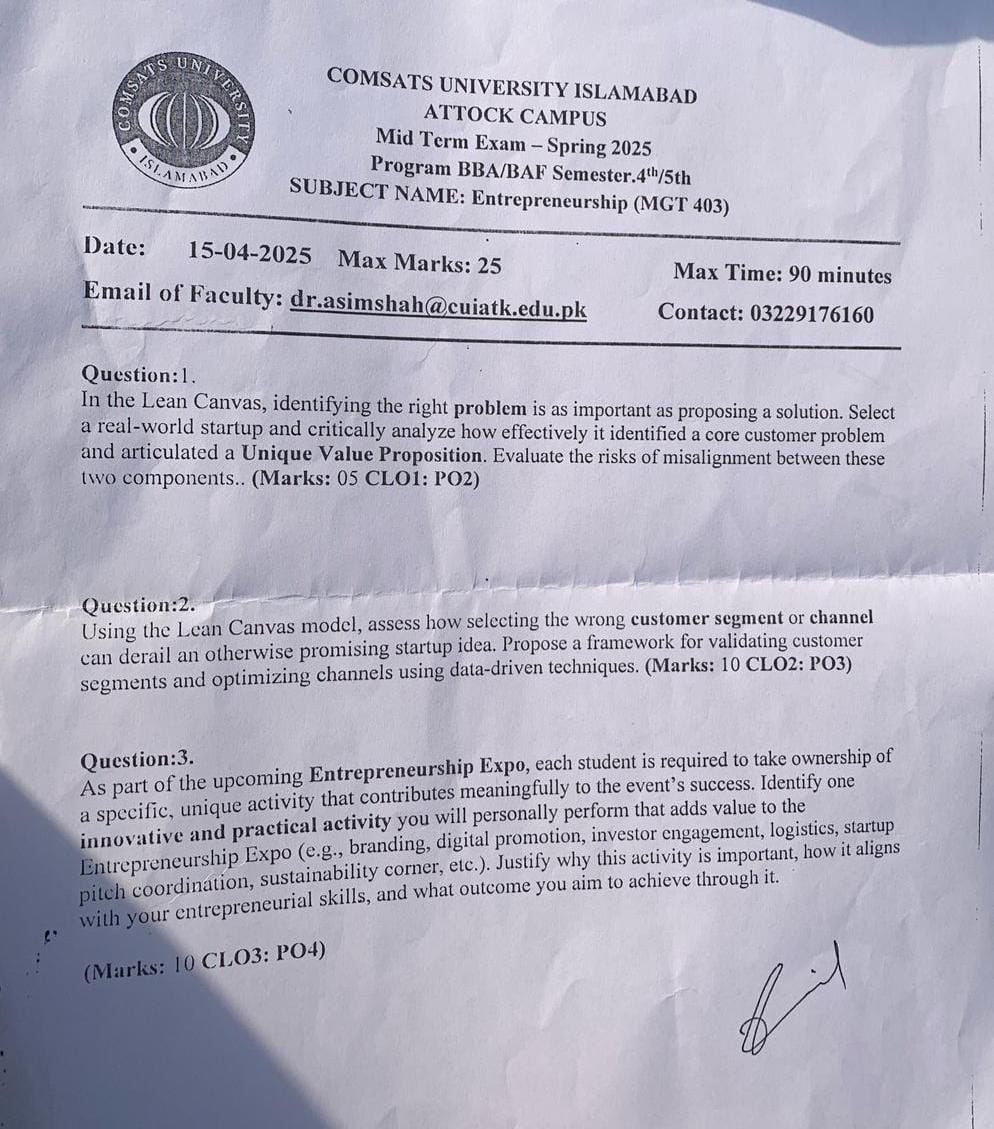 COMSATS UNIVERSITY
ISLAMABAD
COMSATS UNIVERSITY ISLAMABAD
ATTOCK CAMPUS
Mid Term Exam – Spring 2025
Program BBA/BAF Semester.4th/5th
SUBJECT NAME: Entrepreneurship (MGT 403)
Date: 15-04-2025 Max Marks: 25 Max Time: 90 minutes
Email of Faculty: dr.asimshah@cuiatk.edu.pk Contact: 03229176160
Question:1.
In the Lean Canvas, identifying the right problem is as important as proposing a solution. Select
a real-world startup and critically analyze how effectively it identified a core customer problem
and articulated a Unique Value Proposition. Evaluate the risks of misalignment between these
two components.. (Marks: 05 CLO1: PO2)
Question:2.
Using the Lean Canvas model, assess how selecting the wrong customer segment or channel
can derail an otherwise promising startup idea. Propose a framework for validating customer
segments and optimizing channels using data-driven techniques. (Marks: 10 CLO2: PO3)
Question:3.
As part of the upcoming Entrepreneurship Expo, each student is required to take ownership of
a specific, unique activity that contributes meaningfully to the event's success. Identify one
innovative and practical activity you will personally perform that adds value to the
Entrepreneurship Expo (e.g., branding, digital promotion, investor engagement, logistics, startup
pitch coordination, sustainability corner, etc.). Justify why this activity is important, how it aligns
with your entrepreneurial skills, and what outcome you aim to achieve through it.
(Marks: 10 CLO3: PO4)